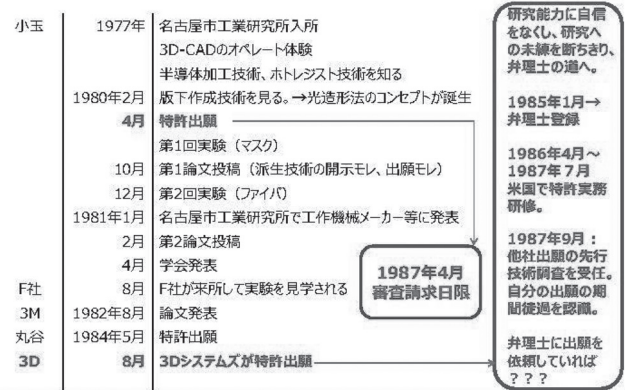 小玉 1977年 名古屋市工業研究所入所
3D-CADのオペレート体験
半導体加工技術、ホトレジスト技術を知る
1980年2月 版下作成技術を見る。→光造形法のコンセプトが誕生
4月 特許出願
第1回実験（マスク）
10月 第1論文投稿（派生技術の開示モレ、出願モレ）
12月 第2回実験（ファイバ）
1981年1月 名古屋市工業研究所で工作機械メーカー等に発表
2月 第2論文投稿
4月 学会発表
F社 8月 F社が来所して実験を見学される
3M 1982年8月 論文発表
丸谷 1984年5月 特許出願
3D 8月 3Dシステムズが特許出願
1987年4月
審査請求日限
研究能力に自信
をなくし、研究へ
の未練を断ちきり、
弁理士の道へ。
1985年1月→
弁理士登録
1986年4月～
1987年7月
米国で特許実務
研修。
1987年9月：
他社出願の先行
技術調査を受任。
自分の出願の期
間徒過を認識。
弁理士に出願を
依頼していれば
？？？